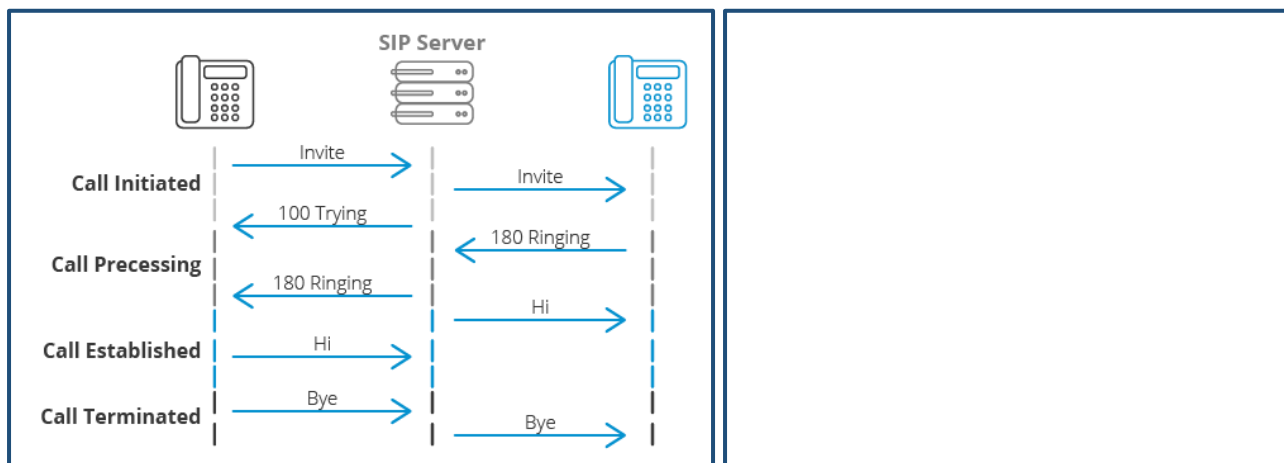 SIP Server
Invite
Call Initiated
Invite
100 Trying
180 Ringing
Call Precessing
180 Ringing
Hi
Call Established
Hi
Bye
Call Terminated
Bye